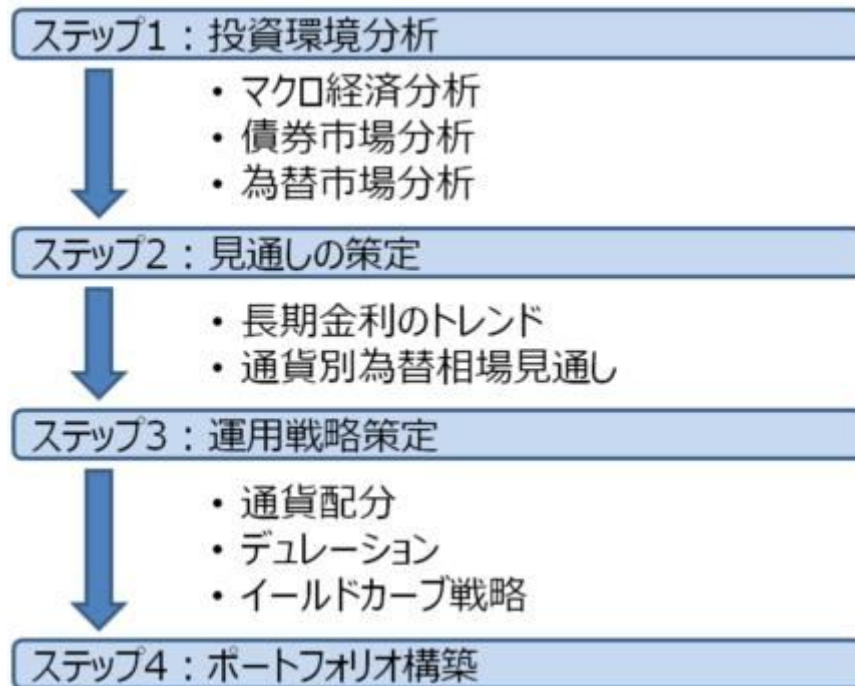 ステップ1：投資環境分析
・マクロ経済分析
・債券市場分析
・為替市場分析
ステップ2：見通しの策定
・長期金利のトレンド
・通貨別為替相場見通し
ステップ3：運用戦略策定
・通貨配分
・デュレーション
・イールドカーブ戦略
ステップ4：ポートフォリオ構築